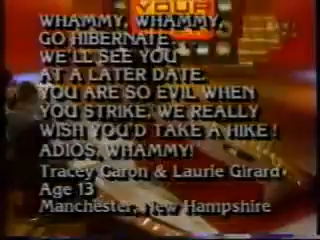 YOUR
WHAMMY, WHAMMY,
GO HIBERNATE...
WE'LL SEE YOU
AT A LATER DATE.
YOU ARE SO EVIL WHEN
YOU STRIKE, WE REALLY
WISH YOU'D TAKE A HIKE!
ADIOS, WHAMMY!
Tracey Caron & Laurie Girard
Age 13
Manchester, New Hampshire